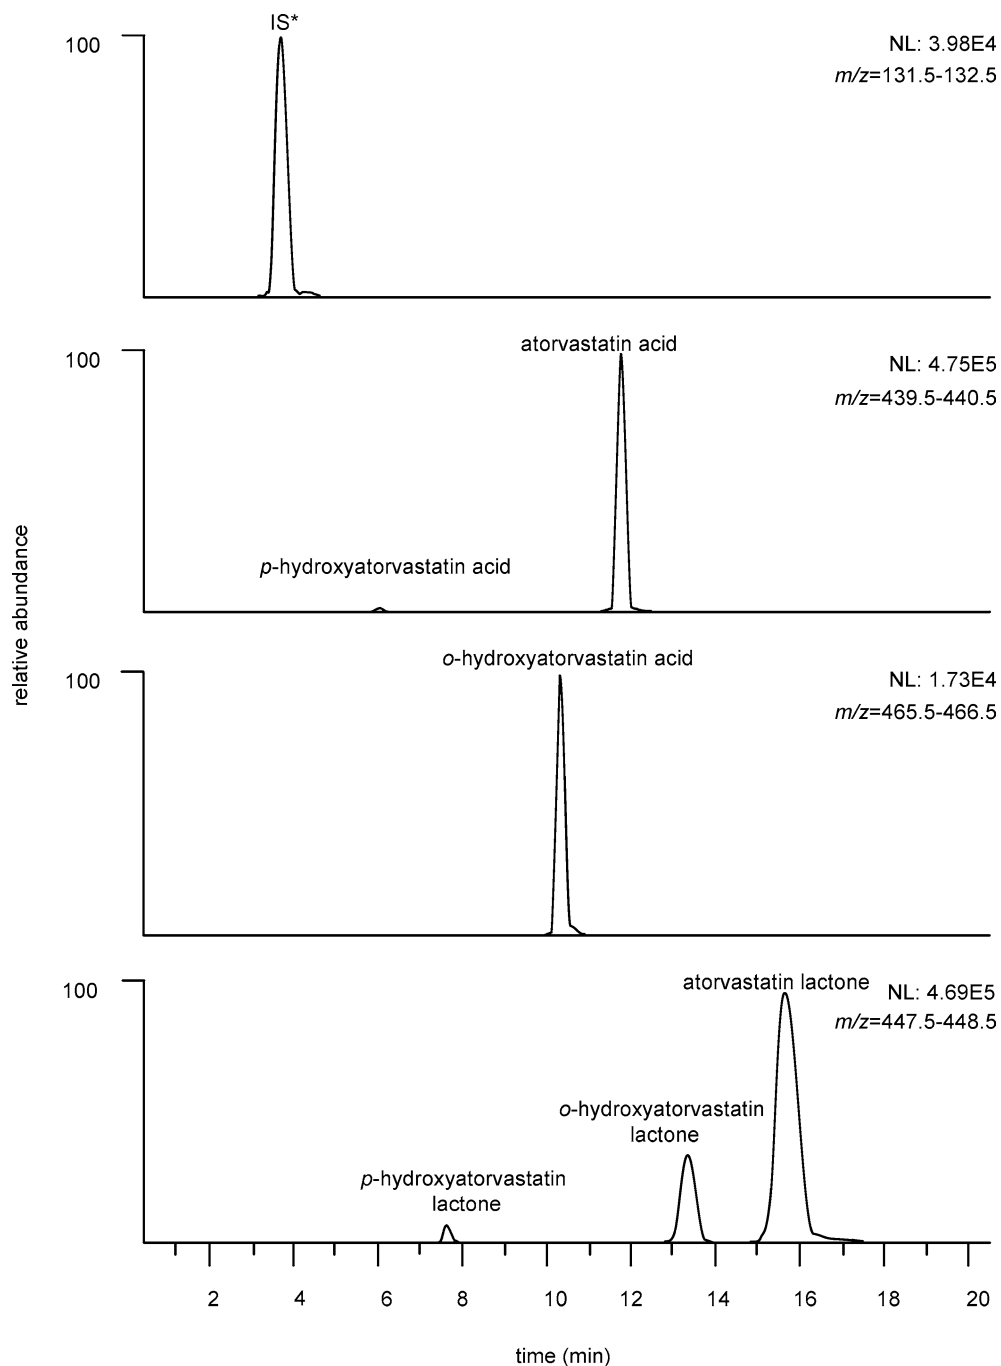 IS*
100
NL: 3.98E4
m/z=131.5-132.5
atorvastatin acid
100
NL: 4.75E5
m/z=439.5-440.5
p-hydroxyatorvastatin acid
relative abundance
o-hydroxyatorvastatin acid
100
NL: 1.73E4
m/z=465.5-466.5
atorvastatin lactone
100
NL: 4.69E5
m/z=447.5-448.5
o-hydroxyatorvastatin
lactone
p-hydroxyatorvastatin
lactone
2 4 6 8 10 12 14 16 18 20
time (min)